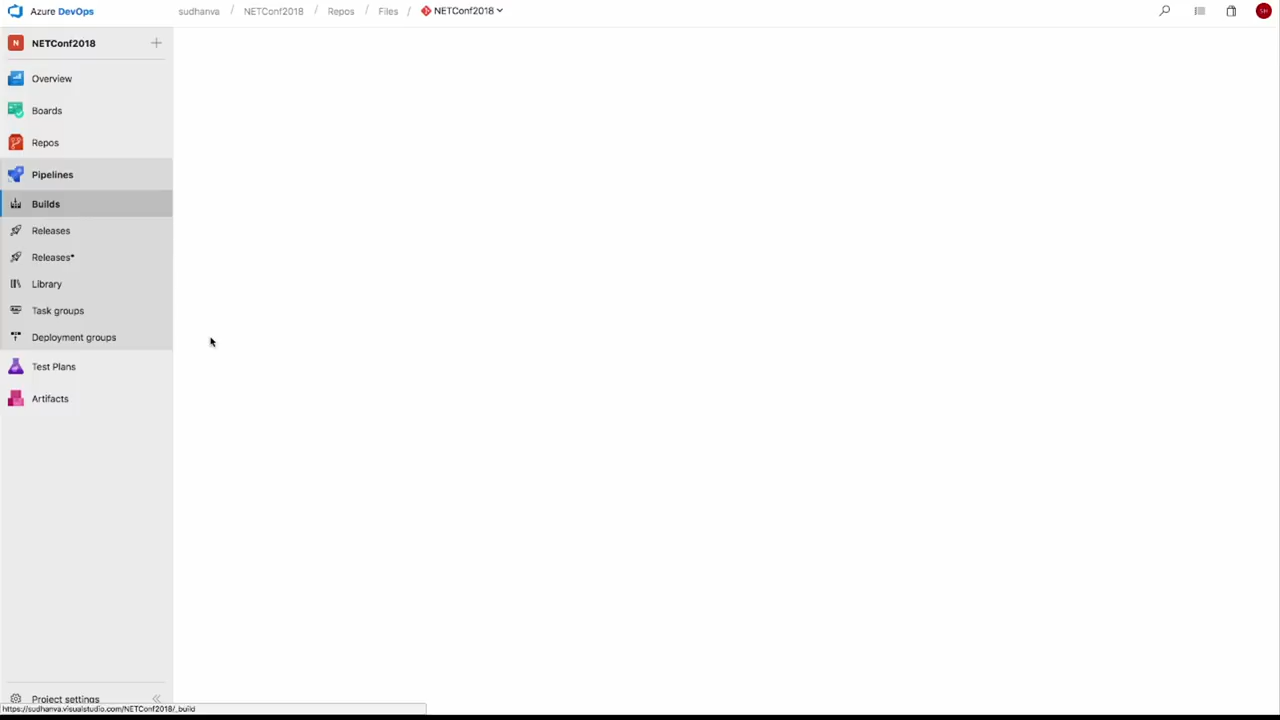 Azure DevOps
sudhanva / NETConf2018 / Repos / Files / NETConf2018
N NETConf2018
Overview
Boards
Repos
Pipelines
Builds
Releases
Releases*
Library
Task groups
Deployment groups
Test Plans
Artifacts
Project settings
https://sudhanva.visualstudio.com/NETConf2018/_build